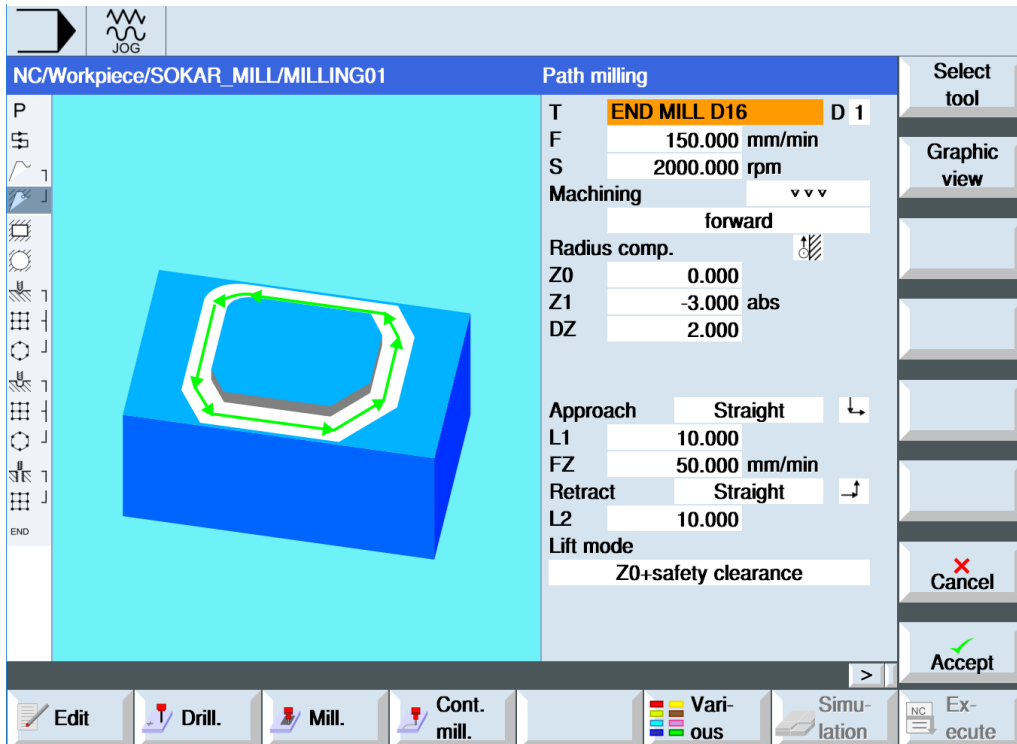 JOG
NC/Workpiece/SOKAR_MILL/MILLING01
Path milling
Select
tool
P
END
T END MILL D16 D 1
F 150.000 mm/min
S 2000.000 rpm
Machining ▿▿▿
forward
Radius comp.
Z0 0.000
Z1 -3.000 abs
DZ 2.000
Approach Straight
L1 10.000
FZ 50.000 mm/min
Retract Straight
L2 10.000
Lift mode
Z0+safety clearance
Graphic
view
Cancel
Accept
>
Edit
Drill.
Mill.
Cont.
mill.
Vari-
ous
Simu-
lation
NC
Ex-
ecute